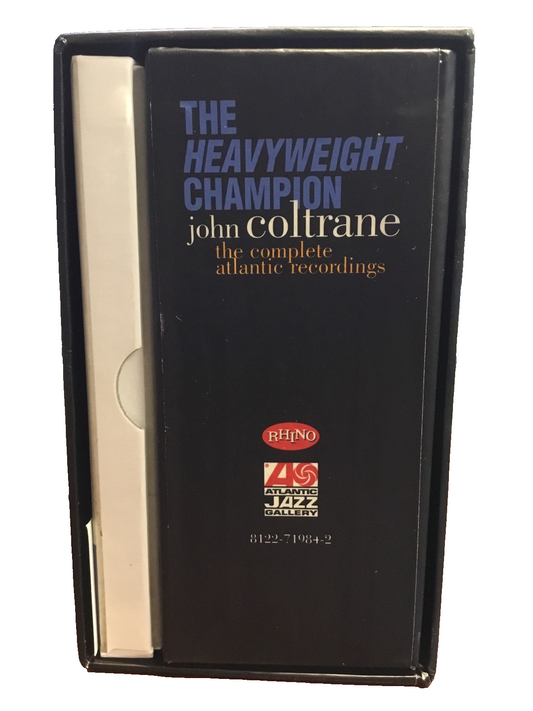 THE
HEAVYWEIGHT
CHAMPION
john coltrane
the complete
atlantic recordings
RHINO
ATLANTIC
JAZZ
GALLERY
8122-71984-2